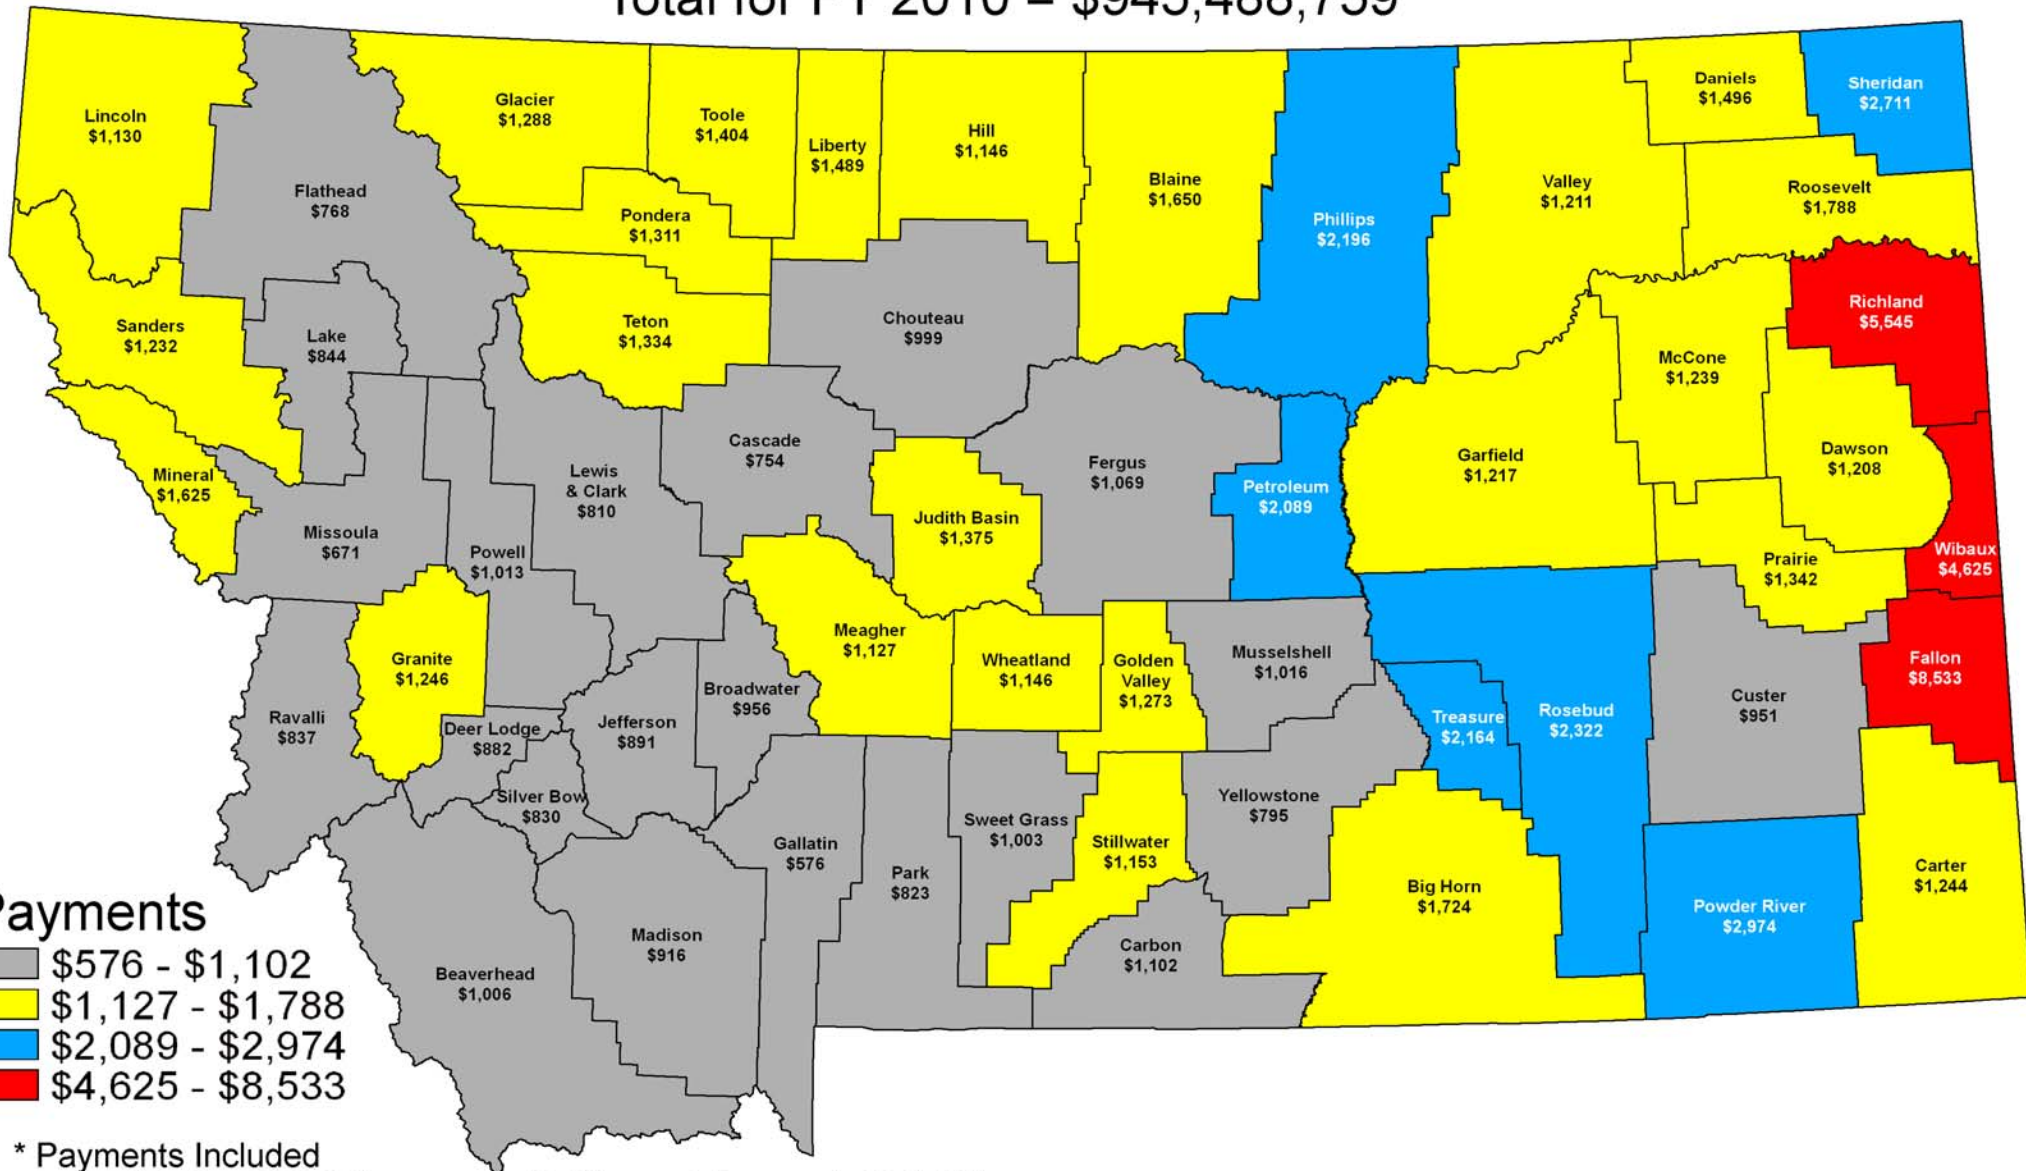 Total for FY 2010 = $945,488,759
Lincoln
$1,130
Flathead
$768
Glacier
$1,288
Toole
$1,404
Liberty
$1,489
Hill
$1,146
Blaine
$1,650
Phillips
$2,196
Valley
$1,211
Daniels
$1,496
Sheridan
$2,711
Roosevelt
$1,788
Pondera
$1,311
Sanders
$1,232
Lake
$844
Teton
$1,334
Chouteau
$999
Richland
$5,545
McCone
$1,239
Mineral
$1,625
Missoula
$671
Powell
$1,013
Lewis
& Clark
$810
Cascade
$754
Judith Basin
$1,375
Fergus
$1,069
Petroleum
$2,089
Garfield
$1,217
Dawson
$1,208
Prairie
$1,342
Wibaux
$4,625
Granite
$1,246
Ravalli
$837
Deer Lodge
$882
Silver Bow
$830
Jefferson
$891
Broadwater
$956
Meagher
$1,127
Wheatland
$1,146
Golden
Valley
$1,273
Musselshell
$1,016
Treasure
$2,164
Rosebud
$2,322
Custer
$951
Fallon
$8,533
Beaverhead
$1,006
Madison
$916
Gallatin
$576
Park
$823
Sweet Grass
$1,003
Stillwater
$1,153
Yellowstone
$795
Carbon
$1,102
Big Horn
$1,724
Powder River
$2,974
Carter
$1,244
Payments
$576 - $1,102
$1,127 - $1,788
$2,089 - $2,974
$4,625 - $8,533
* Payments Included